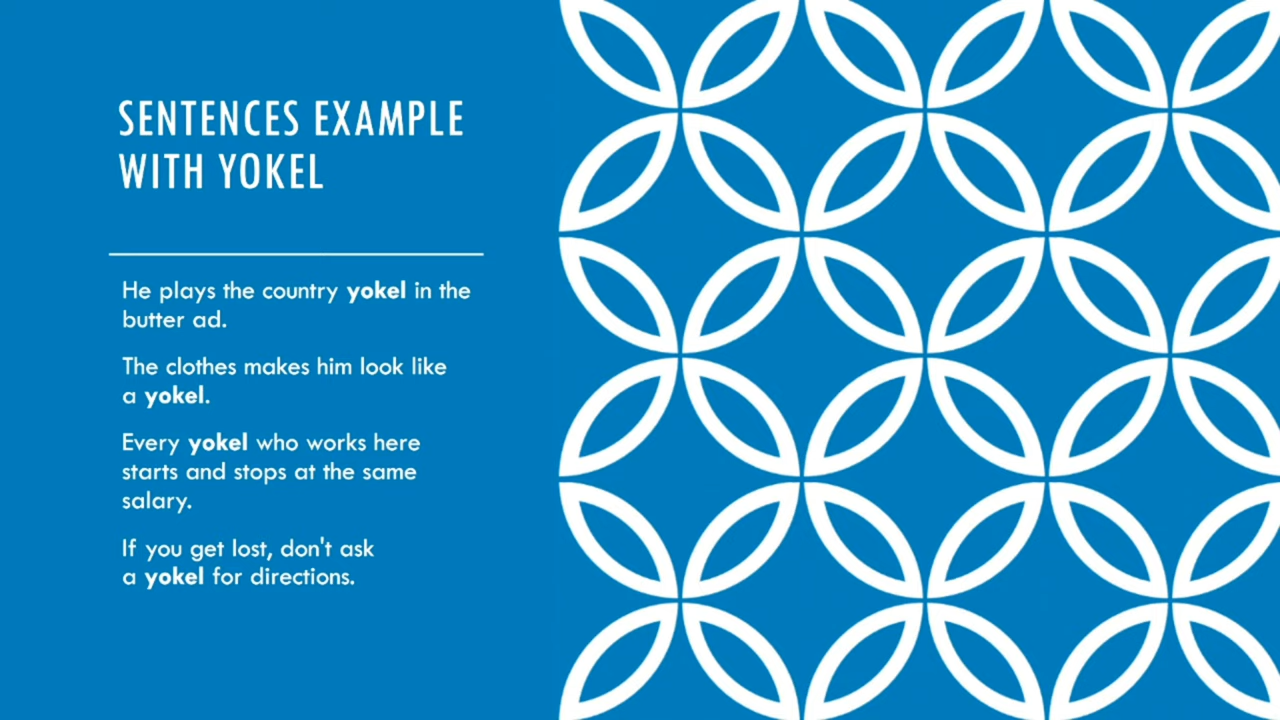 SENTENCES EXAMPLE
WITH YOKEL
He plays the country yokel in the
butter ad.
The clothes makes him look like
a yokel.
Every yokel who works here
starts and stops at the same
salary.
If you get lost, don't ask
a yokel for directions.